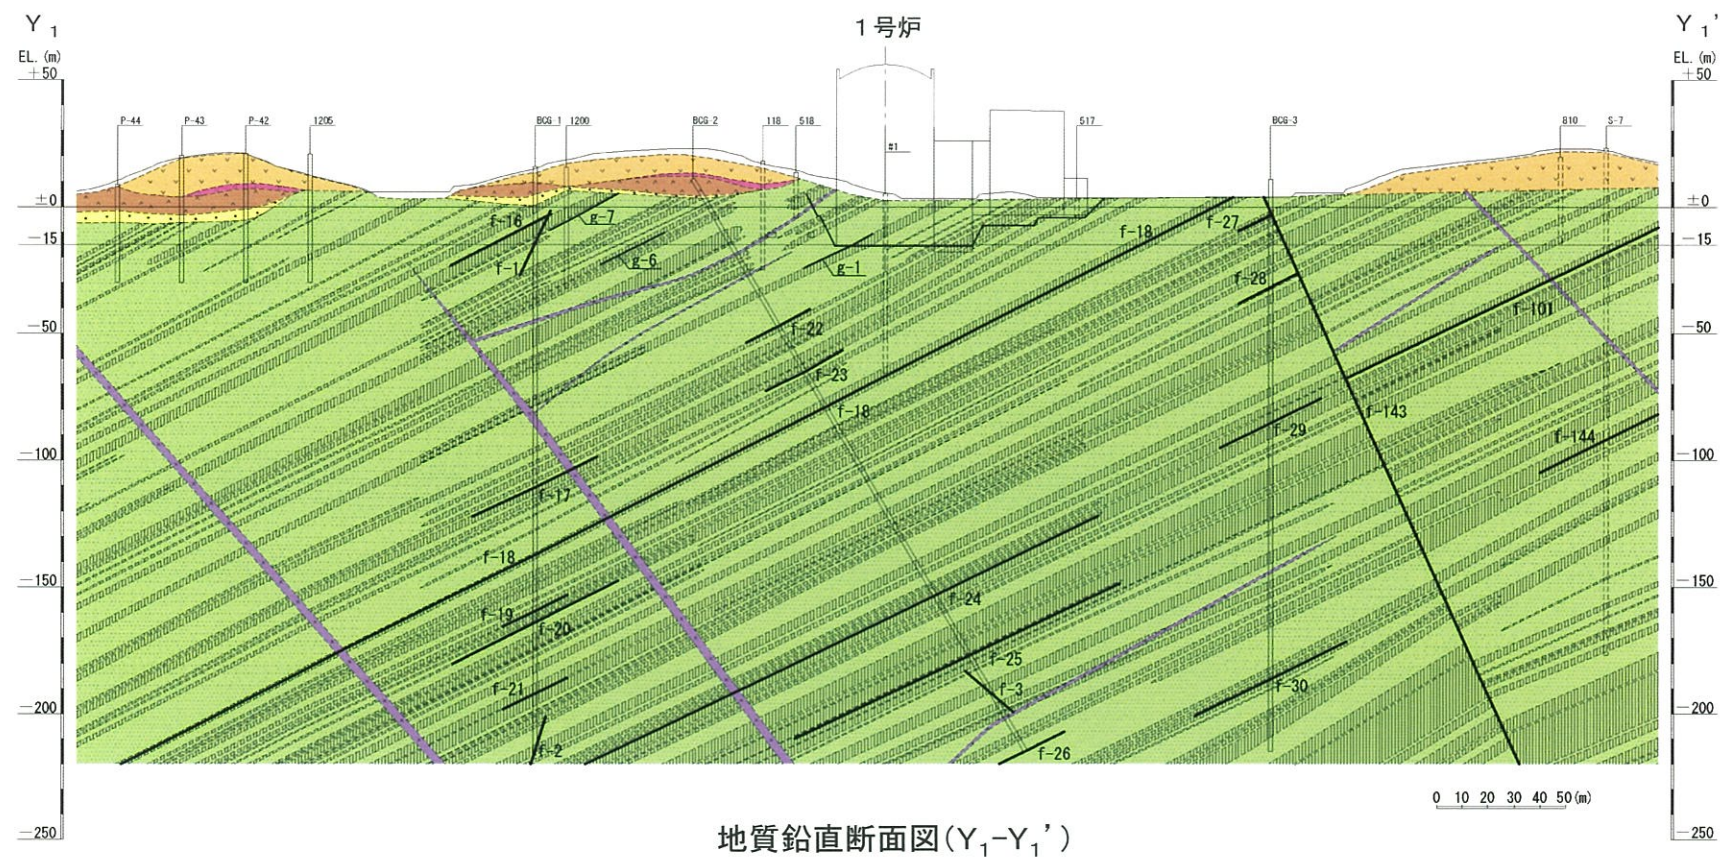 Y₁ 1号炉 Y₁'
EL. (m) EL. (m)
+50 +50
P-44 P-43 P-42 1205 BCG-1 1200 BCG-2 118 S18 #1 S17 BCG-3 810 S-7
±0 ±0
f-16 g-7 f-18 f-27
-15 -15
f-1 g-6 g-1 f-28
f-101
-50 f-22 -50
f-23
f-18 f-143
f-29 f-144
-100 -100
f-17
f-18
-150 -150
f-19 f-24
f-20
f-25
f-21 f-3 f-30
-200 -200
f-2 f-26
0 10 20 30 40 50(m)
-250 -250
地質鉛直断面図(Y₁-Y₁')